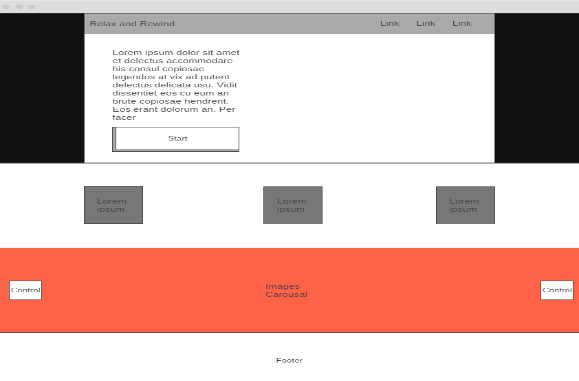 Relax and Rewind
Link Link Link
Lorem ipsum dolor sit amet
et delectus accommodare
his consul copiosae
legendos at vix ad putent
delectus delicata usu. Vidit
dissentiet eos cu eum an
brute copiosae hendrerit.
Eos erant dolorum an. Per
facer
Start
Lorem
ipsum
Lorem
ipsum
Lorem
ipsum
Control
Images
Carousal
Control
Footer